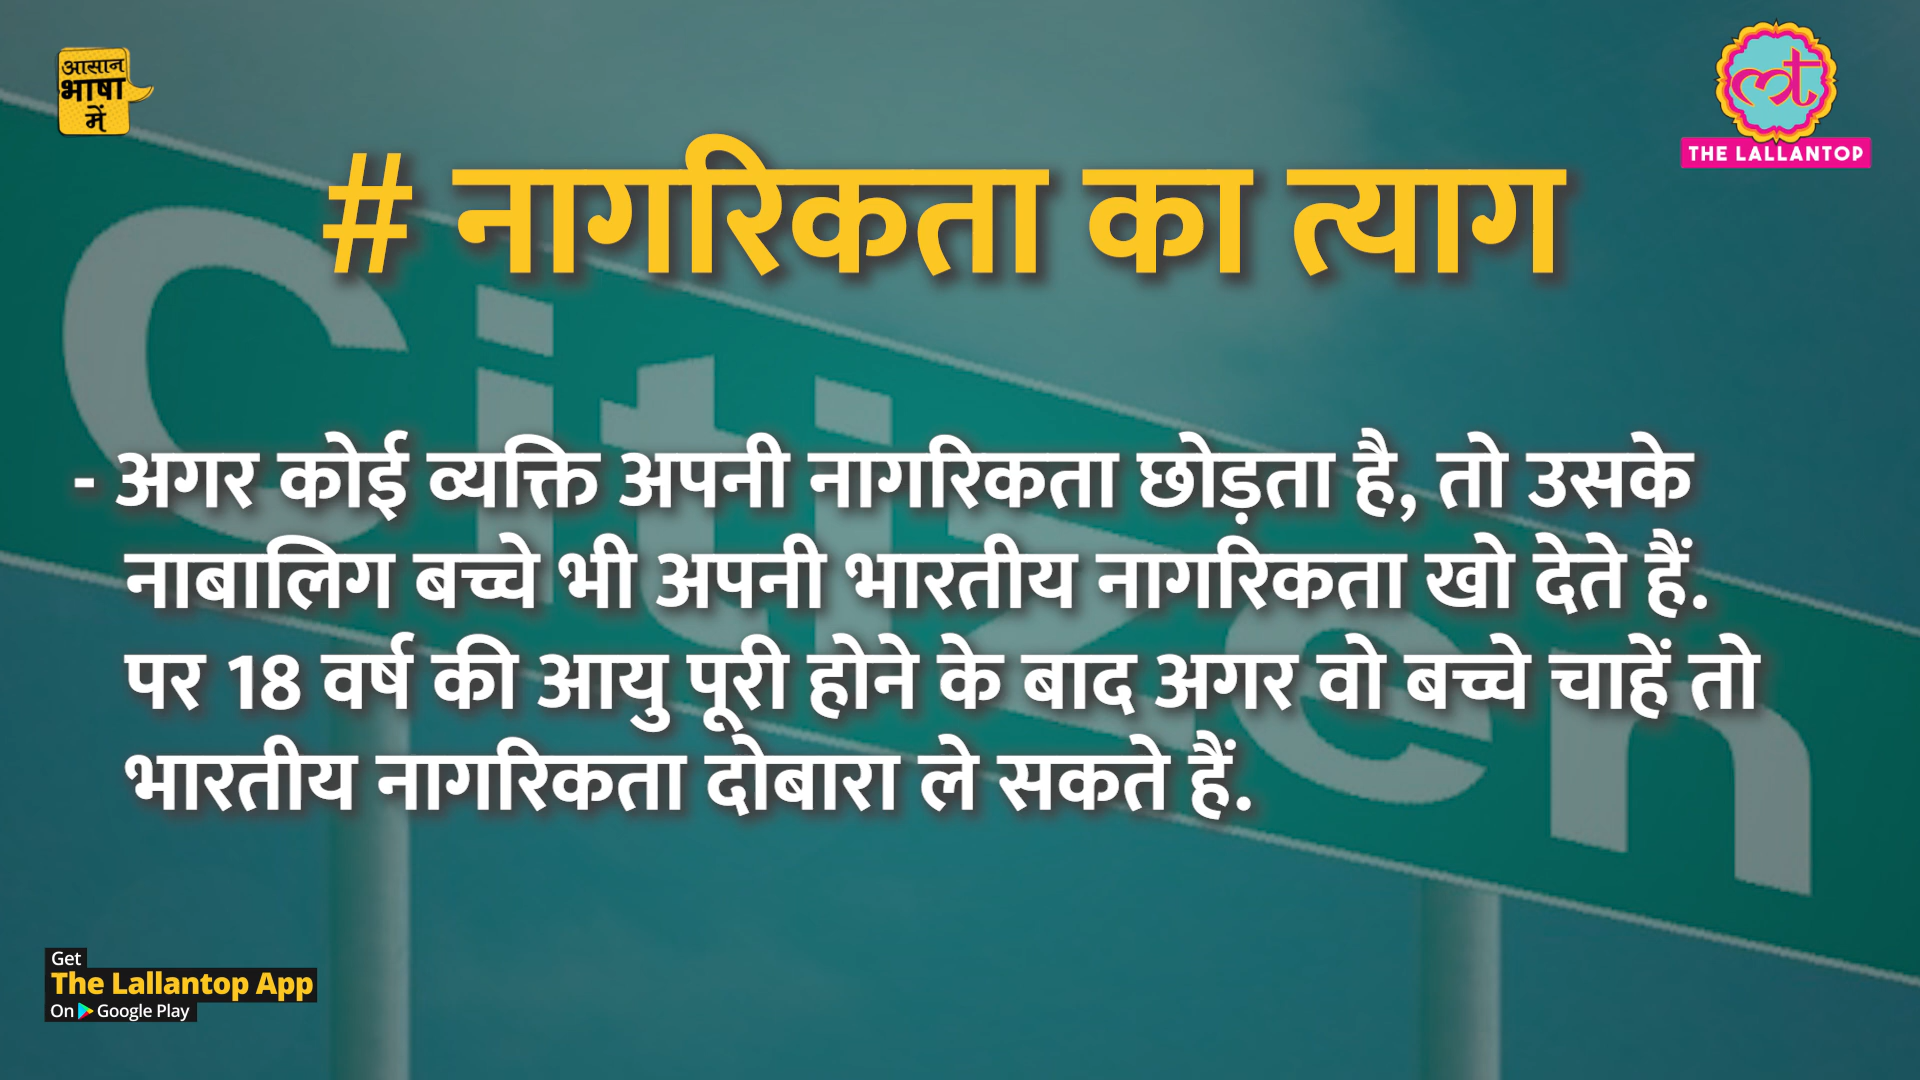 आसान
भाषा
में
THE LALLANTOP
# नागरिकता का त्याग
Citizen
- अगर कोई व्यक्ति अपनी नागरिकता छोड़ता है, तो उसके
नाबालिग बच्चे भी अपनी भारतीय नागरिकता खो देते हैं.
पर 18 वर्ष की आयु पूरी होने के बाद अगर वो बच्चे चाहें तो
भारतीय नागरिकता दोबारा ले सकते हैं.
Get
The Lallantop App
On Google Play